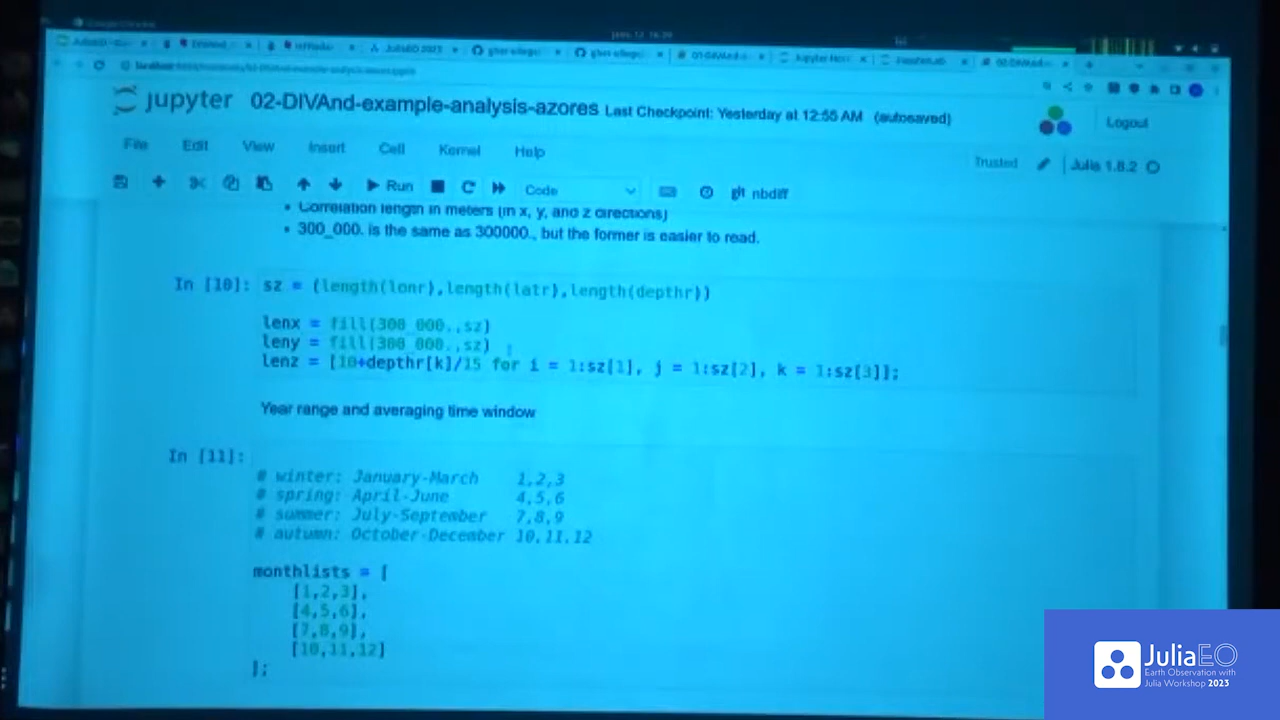 jupyter 02-DIVAnd-example-analysis-azores Last Checkpoint: Yesterday at 12:55 AM (autosaved)
Logout
File Edit View Insert Cell Kernel Help
Trusted Julia 1.8.2
Run Code git nbdiff
• Correlation length in meters (in x, y, and z directions)
• 300_000. is the same as 300000., but the former is easier to read.
In [10]: sz = (length(lonr),length(latr),length(depthr))
lenx = fill(300_000.,sz)
leny = fill(300_000.,sz)
lenz = [10+depthr[k]/15 for i = 1:sz[1], j = 1:sz[2], k = 1:sz[3]];
Year range and averaging time window
In [11]:
# winter: January-March 1,2,3
# spring: April-June 4,5,6
# summer: July-September 7,8,9
# autumn: October-December 10,11,12
monthlists = [
[1,2,3],
[4,5,6],
[7,8,9],
[10,11,12]
];
JuliaEO
Earth Observation with
Julia Workshop 2023